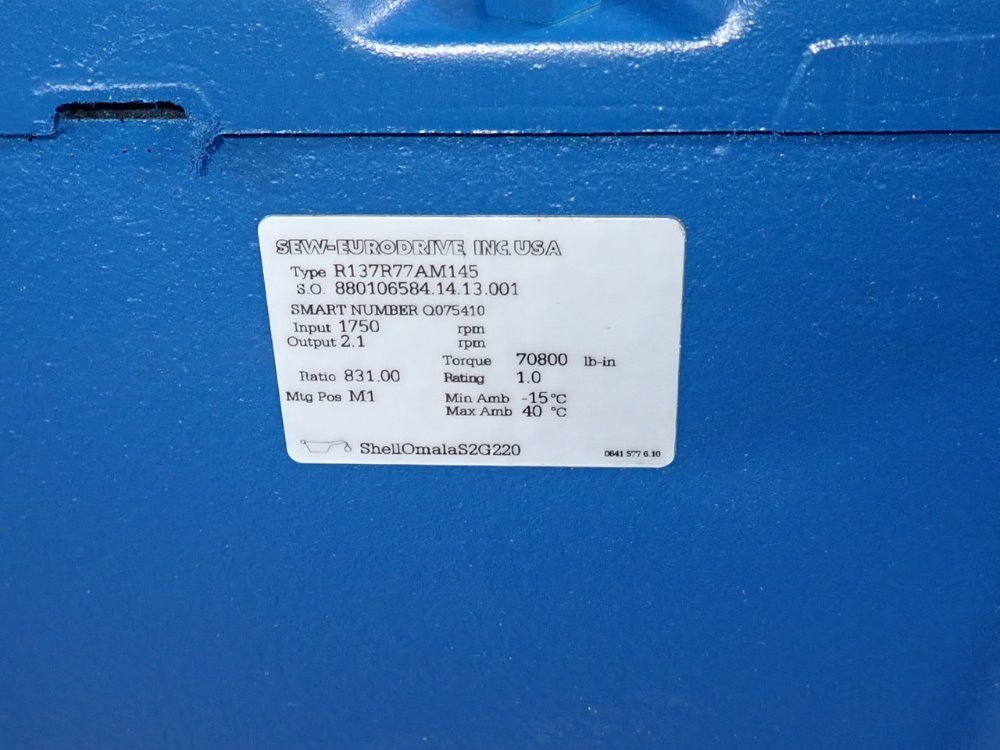 SEW-EURODRIVE, INC. USA
Type R137R77AM145
S.O. 880106584.14.13.001
SMART NUMBER Q075410
Input 1750 rpm
Output 2.1 rpm
Torque 70800 lb-in
Ratio 831.00 Rating 1.0
Mtg Pos M1 Min Amb -15 °C
Max Amb 40 °C
ShellOmalaS2G220 0641 577 6.10